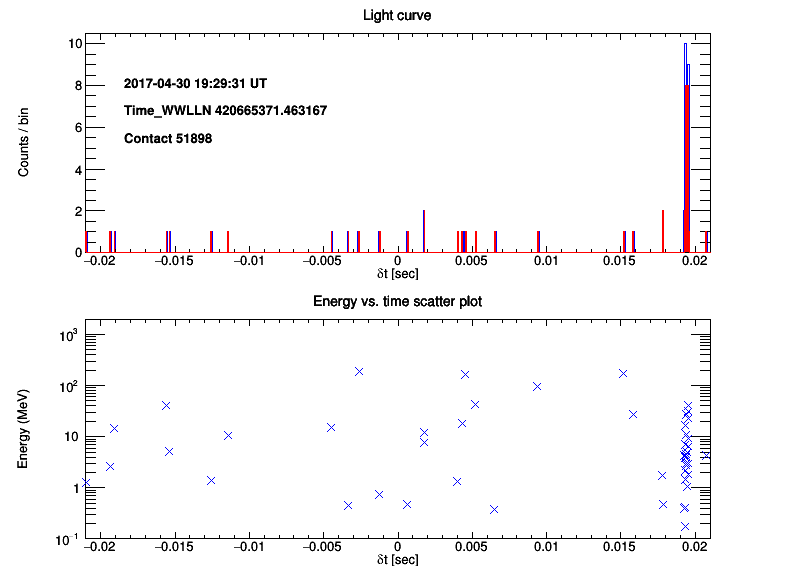 Light curve
Counts / bin
10
8
6
4
2
0
2017-04-30 19:29:31 UT
Time_WWLLN 420665371.463167
Contact 51898
−0.02 −0.015 −0.01 −0.005 0 0.005 0.01 0.015 0.02
δt [sec]
Energy vs. time scatter plot
Energy (MeV)
10³
10²
10
1
10⁻¹
−0.02 −0.015 −0.01 −0.005 0 0.005 0.01 0.015 0.02
δt [sec]